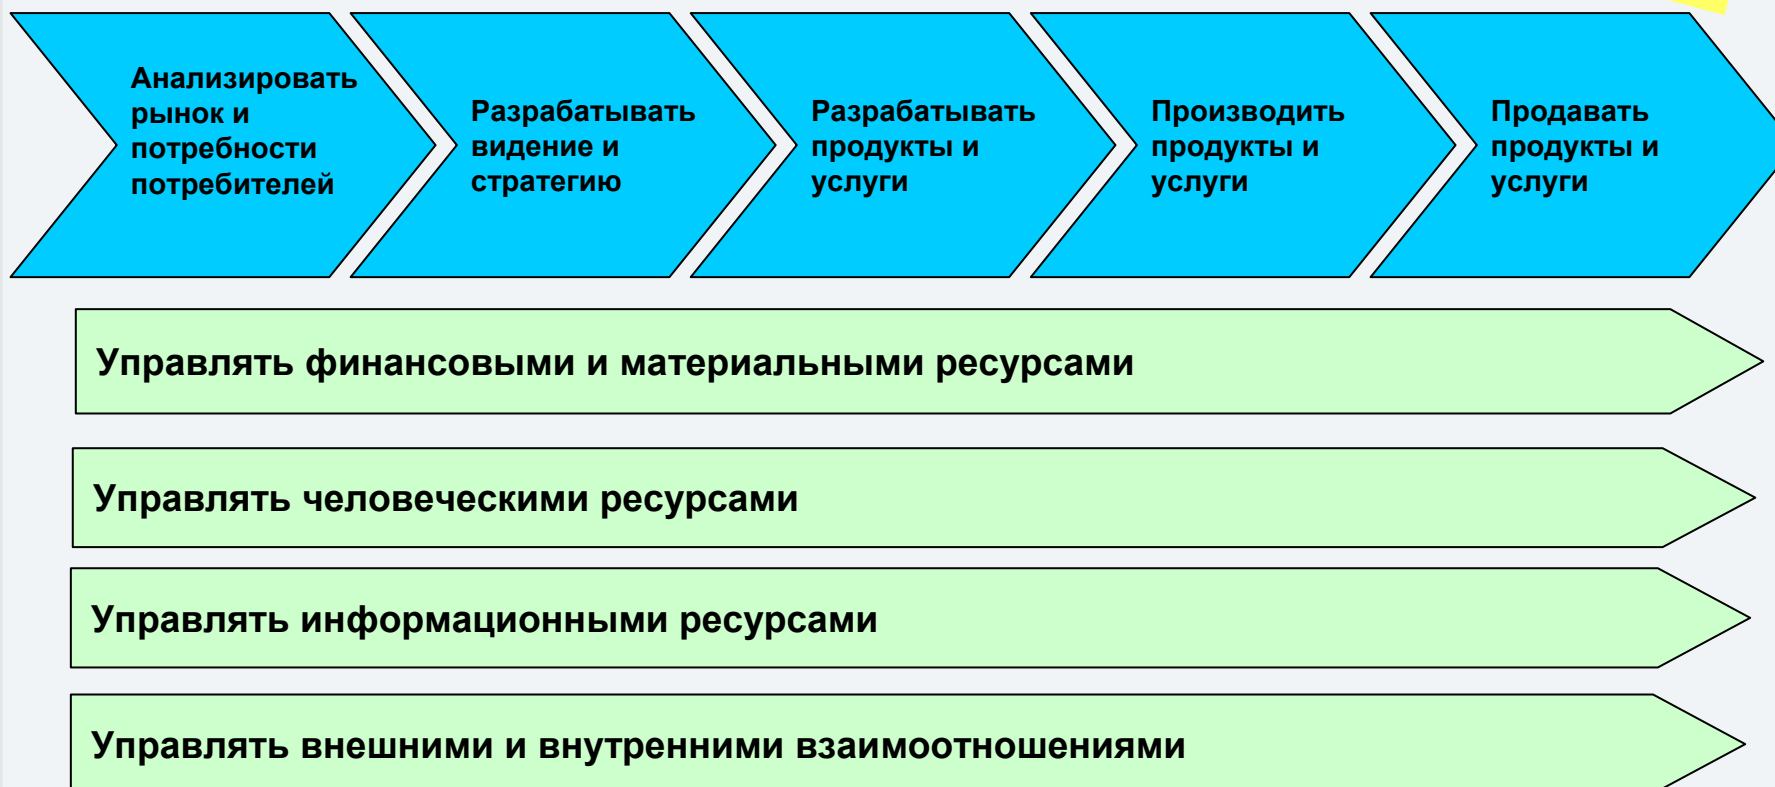 Анализировать
рынок и
потребности
потребителей
Разрабатывать
видение и
стратегию
Разрабатывать
продукты и
услуги
Производить
продукты и
услуги
Продавать
продукты и
услуги
Управлять финансовыми и материальными ресурсами
Управлять человеческими ресурсами
Управлять информационными ресурсами
Управлять внешними и внутренними взаимоотношениями